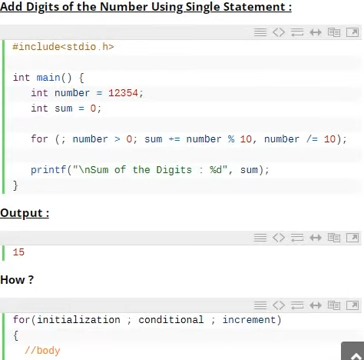 Add Digits of the Number Using Single Statement :
#include<stdio.h>
int main() {
int number = 12354;
int sum = 0;
for (; number > 0; sum += number % 10, number /= 10);
printf("\nSum of the Digits : %d", sum);
}
Output :
15
How ?
for(initialization ; conditional ; increment)
{
//body